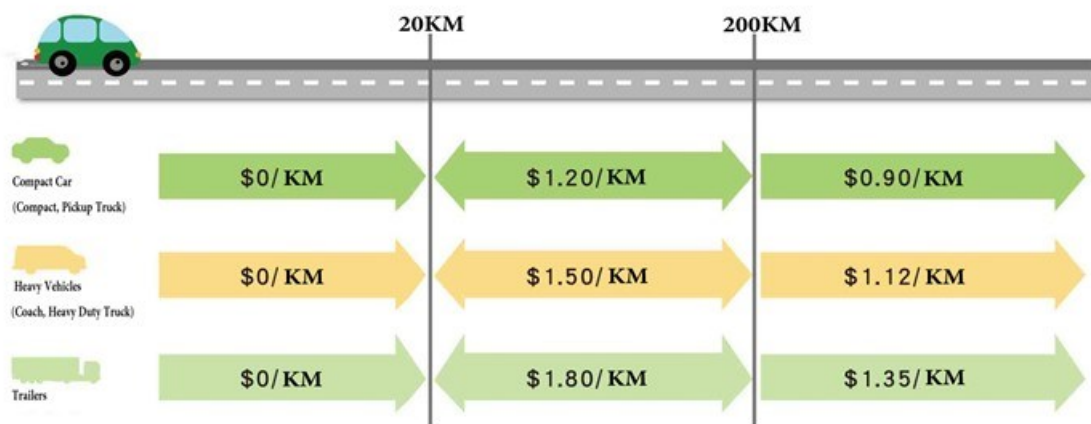 20KM
200KM
Compact Car
(Compact, Pickup Truck)
$0/KM
$1.20/KM
$0.90/KM
Heavy Vehicles
(Coach, Heavy Duty Truck)
$0/KM
$1.50/KM
$1.12/KM
Trailers
$0/KM
$1.80/KM
$1.35/KM